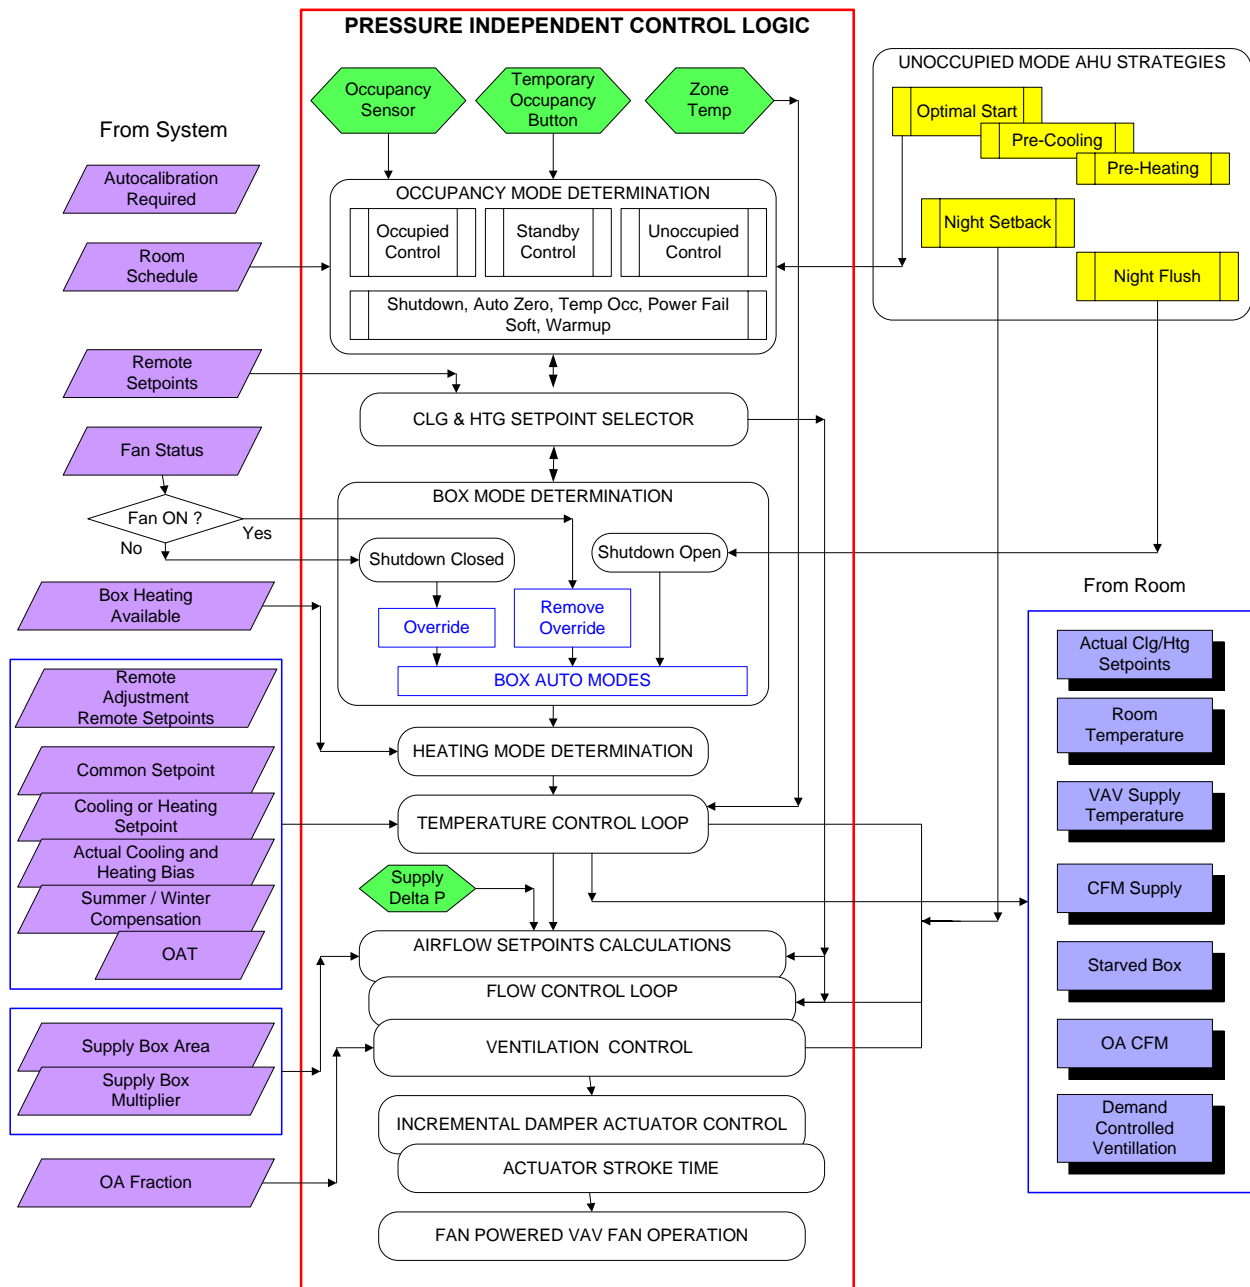 PRESSURE INDEPENDENT CONTROL LOGIC
Occupancy
Sensor
Temporary
Occupancy
Button
Zone
Temp
UNOCCUPIED MODE AHU STRATEGIES
Optimal Start
Pre-Cooling
Pre-Heating
Night Setback
Night Flush
From System
Autocalibration
Required
Room
Schedule
OCCUPANCY MODE DETERMINATION
Occupied
Control
Standby
Control
Unoccupied
Control
Shutdown, Auto Zero, Temp Occ, Power Fail
Soft, Warmup
Remote
Setpoints
CLG & HTG SETPOINT SELECTOR
Fan Status
Fan ON ?
Yes
No
BOX MODE DETERMINATION
Shutdown Closed
Shutdown Open
Override
Remove
Override
BOX AUTO MODES
Box Heating
Available
HEATING MODE DETERMINATION
Remote
Adjustment
Remote Setpoints
Common Setpoint
Cooling or Heating
Setpoint
Actual Cooling and
Heating Bias
Summer / Winter
Compensation
OAT
TEMPERATURE CONTROL LOOP
Supply
Delta P
AIRFLOW SETPOINTS CALCULATIONS
FLOW CONTROL LOOP
VENTILATION CONTROL
Supply Box Area
Supply Box
Multiplier
OA Fraction
INCREMENTAL DAMPER ACTUATOR CONTROL
ACTUATOR STROKE TIME
FAN POWERED VAV FAN OPERATION
From Room
Actual Clg/Htg
Setpoints
Room
Temperature
VAV Supply
Temperature
CFM Supply
Starved Box
OA CFM
Demand
Controlled
Ventillation